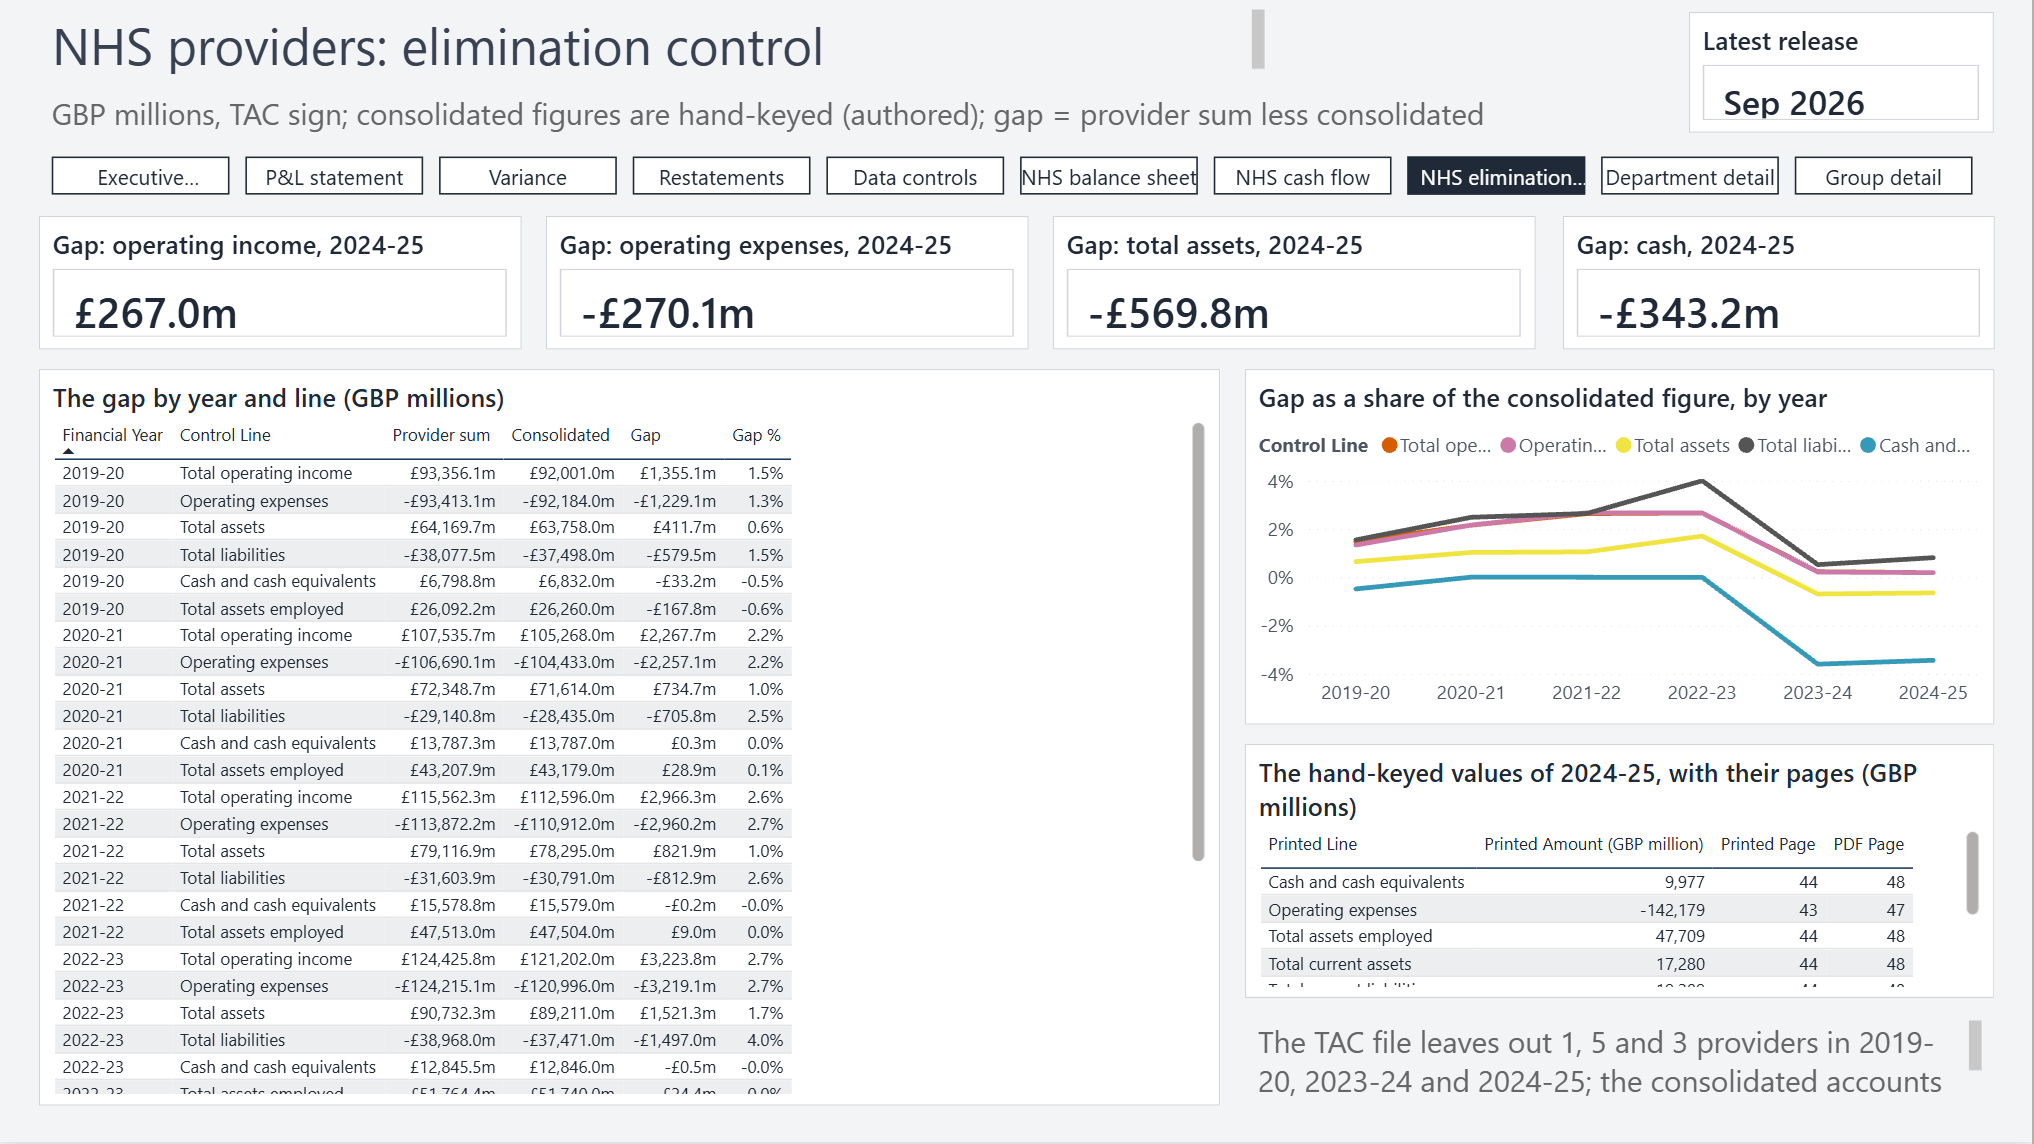 NHS providers: elimination control
Latest release
Sep 2026
GBP millions, TAC sign; consolidated figures are hand-keyed (authored); gap = provider sum less consolidated
Executive... P&L statement Variance Restatements Data controls NHS balance sheet NHS cash flow NHS elimination... Department detail Group detail
Gap: operating income, 2024-25
£267.0m
Gap: operating expenses, 2024-25
-£270.1m
Gap: total assets, 2024-25
-£569.8m
Gap: cash, 2024-25
-£343.2m
The gap by year and line (GBP millions)
Financial Year Control Line Provider sum Consolidated Gap Gap %
2019-20 Total operating income £93,356.1m £92,001.0m £1,355.1m 1.5%
2019-20 Operating expenses -£93,413.1m -£92,184.0m -£1,229.1m 1.3%
2019-20 Total assets £64,169.7m £63,758.0m £411.7m 0.6%
2019-20 Total liabilities -£38,077.5m -£37,498.0m -£579.5m 1.5%
2019-20 Cash and cash equivalents £6,798.8m £6,832.0m -£33.2m -0.5%
2019-20 Total assets employed £26,092.2m £26,260.0m -£167.8m -0.6%
2020-21 Total operating income £107,535.7m £105,268.0m £2,267.7m 2.2%
2020-21 Operating expenses -£106,690.1m -£104,433.0m -£2,257.1m 2.2%
2020-21 Total assets £72,348.7m £71,614.0m £734.7m 1.0%
2020-21 Total liabilities -£29,140.8m -£28,435.0m -£705.8m 2.5%
2020-21 Cash and cash equivalents £13,787.3m £13,787.0m £0.3m 0.0%
2020-21 Total assets employed £43,207.9m £43,179.0m £28.9m 0.1%
2021-22 Total operating income £115,562.3m £112,596.0m £2,966.3m 2.6%
2021-22 Operating expenses -£113,872.2m -£110,912.0m -£2,960.2m 2.7%
2021-22 Total assets £79,116.9m £78,295.0m £821.9m 1.0%
2021-22 Total liabilities -£31,603.9m -£30,791.0m -£812.9m 2.6%
2021-22 Cash and cash equivalents £15,578.8m £15,579.0m -£0.2m -0.0%
2021-22 Total assets employed £47,513.0m £47,504.0m £9.0m 0.0%
2022-23 Total operating income £124,425.8m £121,202.0m £3,223.8m 2.7%
2022-23 Operating expenses -£124,215.1m -£120,996.0m -£3,219.1m 2.7%
2022-23 Total assets £90,732.3m £89,211.0m £1,521.3m 1.7%
2022-23 Total liabilities -£38,968.0m -£37,471.0m -£1,497.0m 4.0%
2022-23 Cash and cash equivalents £12,845.5m £12,846.0m -£0.5m -0.0%
Gap as a share of the consolidated figure, by year
Control Line Total ope... Operatin... Total assets Total liabi... Cash and...
4%
2%
0%
-2%
-4%
2019-20 2020-21 2021-22 2022-23 2023-24 2024-25
The hand-keyed values of 2024-25, with their pages (GBP
millions)
Printed Line Printed Amount (GBP million) Printed Page PDF Page
Cash and cash equivalents 9,977 44 48
Operating expenses -142,179 43 47
Total assets employed 47,709 44 48
Total current assets 17,280 44 48
The TAC file leaves out 1, 5 and 3 providers in 2019-
20, 2023-24 and 2024-25; the consolidated accounts